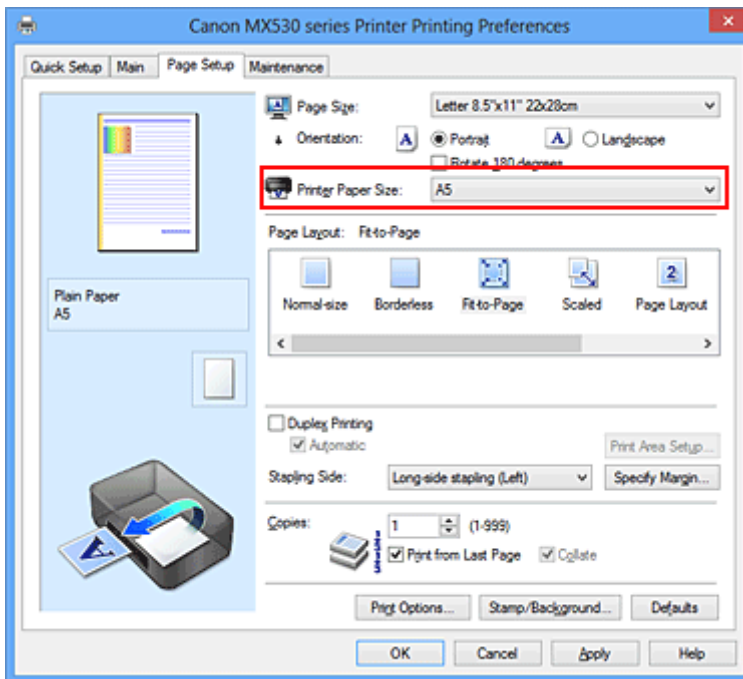 Canon MX530 series Printer Printing Preferences
Quick Setup Main Page Setup Maintenance
Page Size: Letter 8.5"x11" 22x28cm
Orientation: A Portrait A Landscape
Rotate 180 degrees
Printer Paper Size: A5
Page Layout: Fit-to-Page
Normal-size Borderless Fit-to-Page Scaled Page Layout
Plain Paper
A5
Duplex Printing
Automatic Print Area Setup...
Stapling Side: Long-side stapling (Left) Specify Margin...
Copies: 1 (1-999)
Print from Last Page Collate
Print Options... Stamp/Background... Defaults
OK Cancel Apply Help